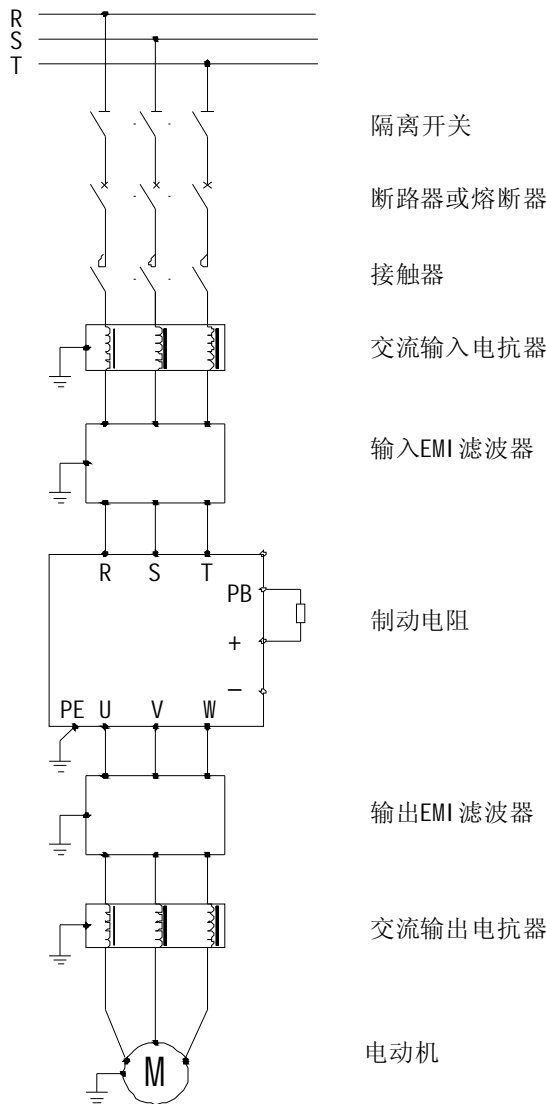 R
S
T
隔离开关
断路器或熔断器
接触器
交流输入电抗器
输入EMI滤波器
R S T
PB
制动电阻
+
−
PE U V W
输出EMI滤波器
交流输出电抗器
M
电动机